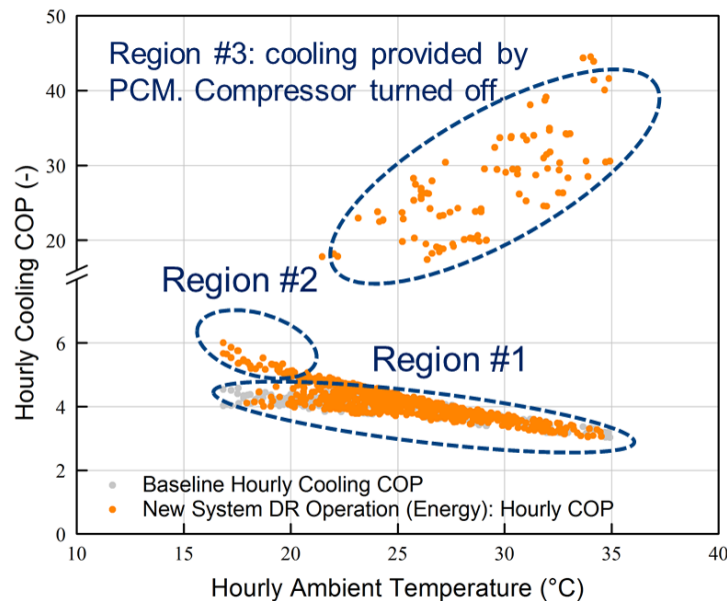 50
Region #3: cooling provided by
PCM. Compressor turned off
40
30
20
Region #2
Region #1
6
4
2
0
Hourly Cooling COP (-)
Baseline Hourly Cooling COP
New System DR Operation (Energy): Hourly COP
10 15 20 25 30 35 40
Hourly Ambient Temperature (°C)